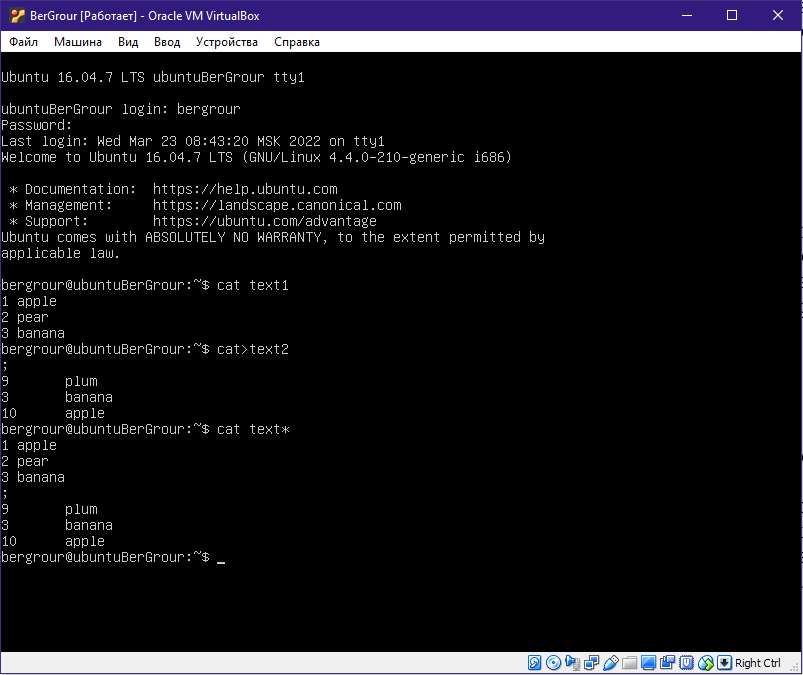 BerGrour [Работает] - Oracle VM VirtualBox
Файл Машина Вид Ввод Устройства Справка
Ubuntu 16.04.7 LTS ubuntuBerGrour tty1
ubuntuBerGrour login: bergrour
Password:
Last login: Wed Mar 23 08:43:20 MSK 2022 on tty1
Welcome to Ubuntu 16.04.7 LTS (GNU/Linux 4.4.0-210-generic i686)
* Documentation:  https://help.ubuntu.com
* Management:     https://landscape.canonical.com
* Support:        https://ubuntu.com/advantage
Ubuntu comes with ABSOLUTELY NO WARRANTY, to the extent permitted by
applicable law.
bergrour@ubuntuBerGrour:~$ cat text1
1 apple
2 pear
3 banana
bergrour@ubuntuBerGrour:~$ cat>text2
;
9       plum
3       banana
10      apple
bergrour@ubuntuBerGrour:~$ cat text*
1 apple
2 pear
3 banana
;
9       plum
3       banana
10      apple
bergrour@ubuntuBerGrour:~$ _
Right Ctrl